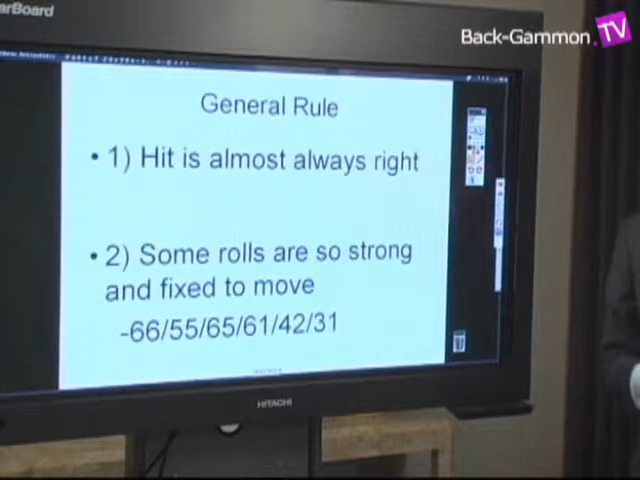 arBoard
Back-Gammon.TV
General Rule
• 1) Hit is almost always right
• 2) Some rolls are so strong
and fixed to move
-66/55/65/61/42/31
HITACHI